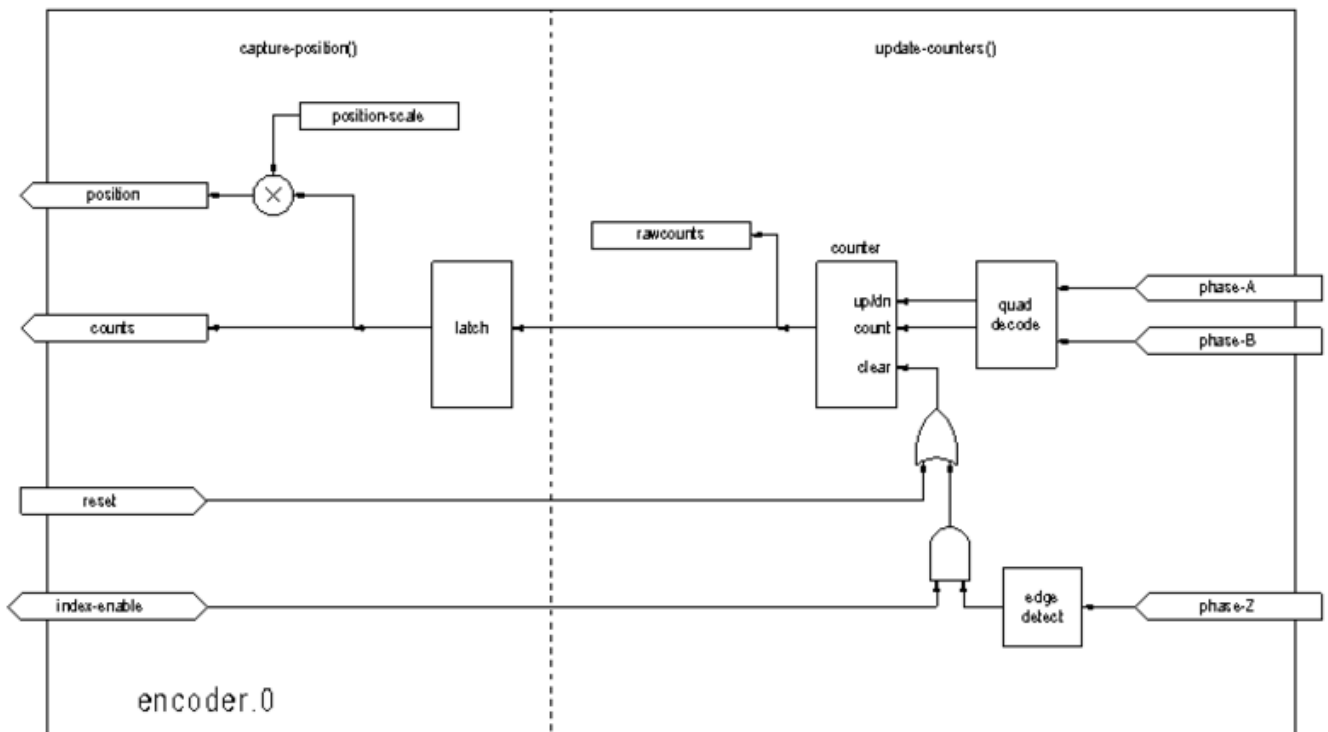 capture-position()
update-counters()
position-scale
position
rawcounts
counter
up/dn
count
clear
quad
decode
phase-A
phase-B
counts
latch
reset
index-enable
edge
detect
phase-Z
encoder.0